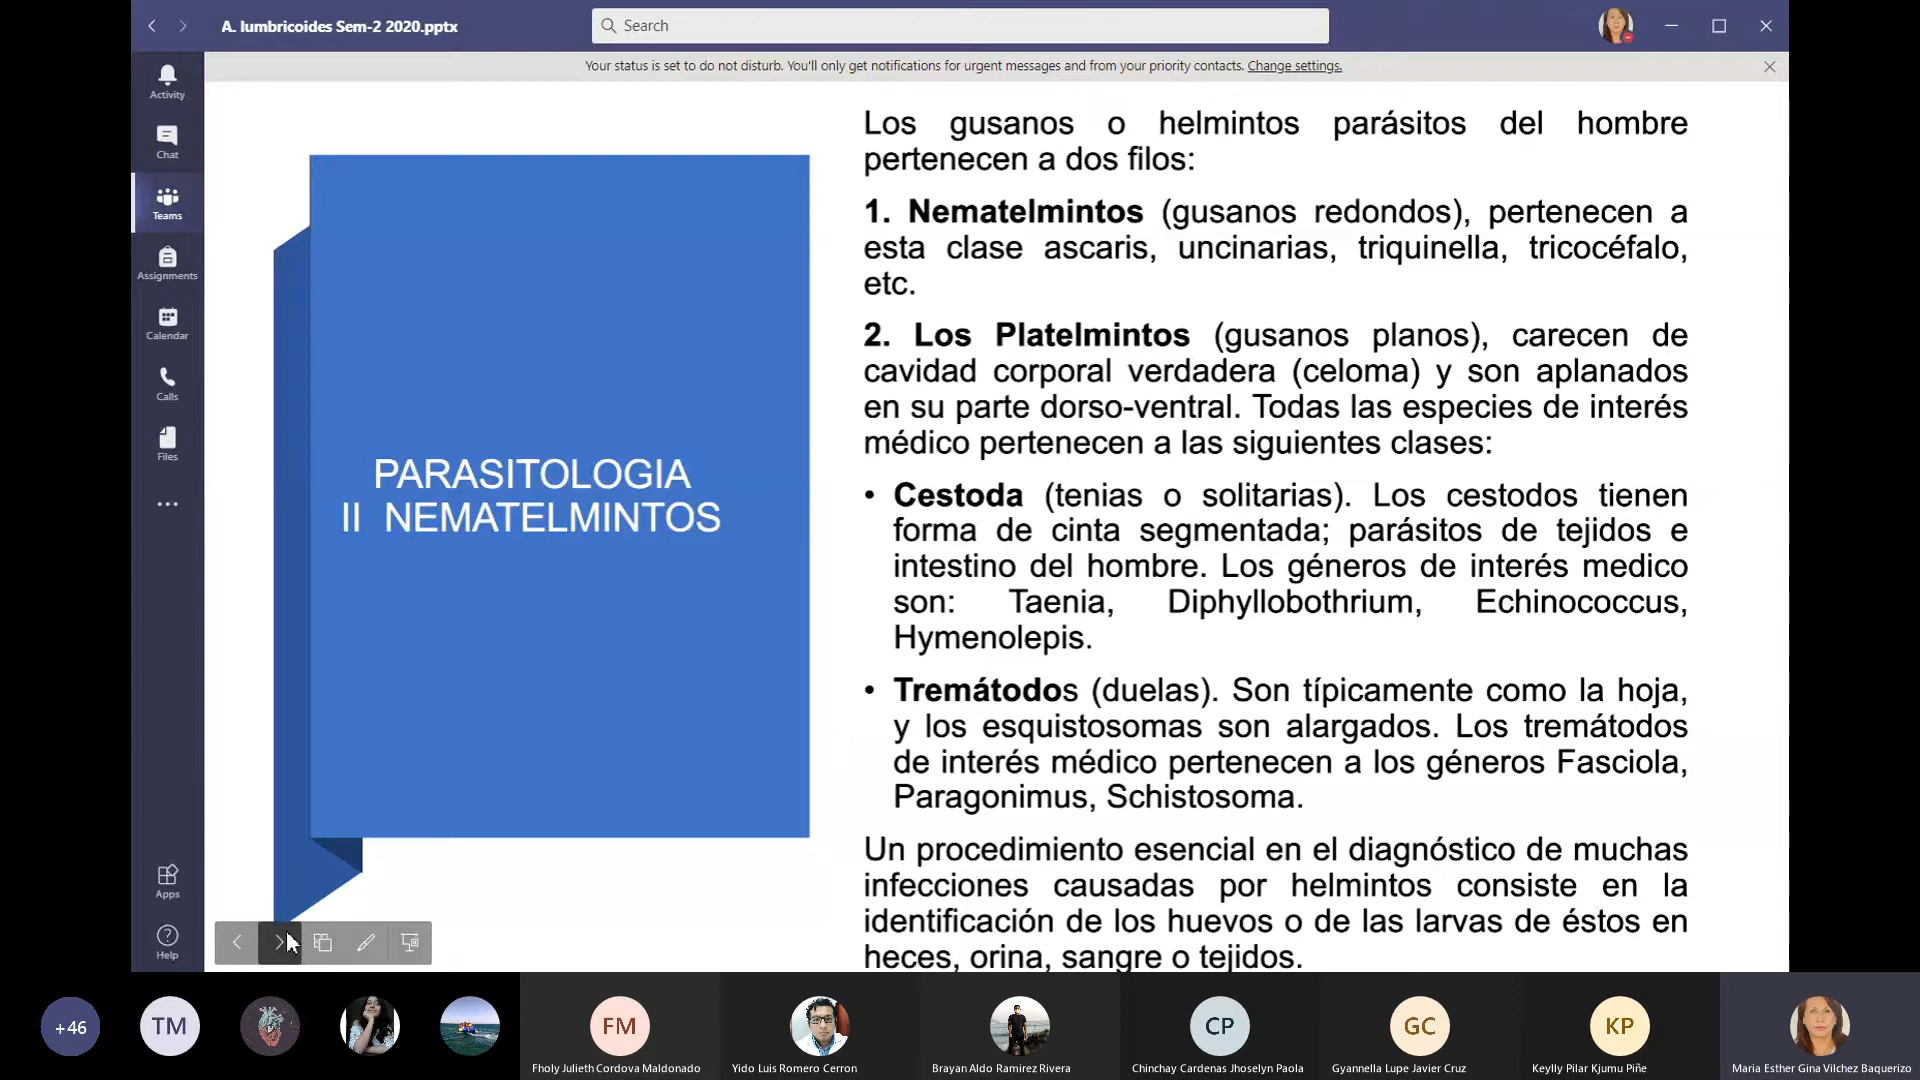 A. lumbricoides Sem-2 2020.pptx
Search
Your status is set to do not disturb. You'll only get notifications for urgent messages and from your priority contacts. Change settings.
Activity
Chat
Teams
Assignments
Calendar
Calls
Files
Apps
Help
PARASITOLOGIA
II NEMATELMINTOS
Los gusanos o helmintos parásitos del hombre
pertenecen a dos filos:
1. Nematelmintos (gusanos redondos), pertenecen a
esta clase ascaris, uncinarias, triquinella, tricocéfalo,
etc.
2. Los Platelmintos (gusanos planos), carecen de
cavidad corporal verdadera (celoma) y son aplanados
en su parte dorso-ventral. Todas las especies de interés
médico pertenecen a las siguientes clases:
• Cestoda (tenias o solitarias). Los cestodos tienen
forma de cinta segmentada; parásitos de tejidos e
intestino del hombre. Los géneros de interés medico
son: Taenia, Diphyllobothrium, Echinococcus,
Hymenolepis.
• Tremátodos (duelas). Son típicamente como la hoja,
y los esquistosomas son alargados. Los tremátodos
de interés médico pertenecen a los géneros Fasciola,
Paragonimus, Schistosoma.
Un procedimiento esencial en el diagnóstico de muchas
infecciones causadas por helmintos consiste en la
identificación de los huevos o de las larvas de éstos en
heces, orina, sangre o tejidos.
+46
TM
FM
CP
GC
KP
Fholy Julieth Cordova Maldonado
Yido Luis Romero Cerron
Brayan Aldo Ramirez Rivera
Chinchay Cardenas Jhoselyn Paola
Gyannella Lupe Javier Cruz
Keylly Pilar Kjumu Piñe
Maria Esther Gina Vilchez Baquerizo